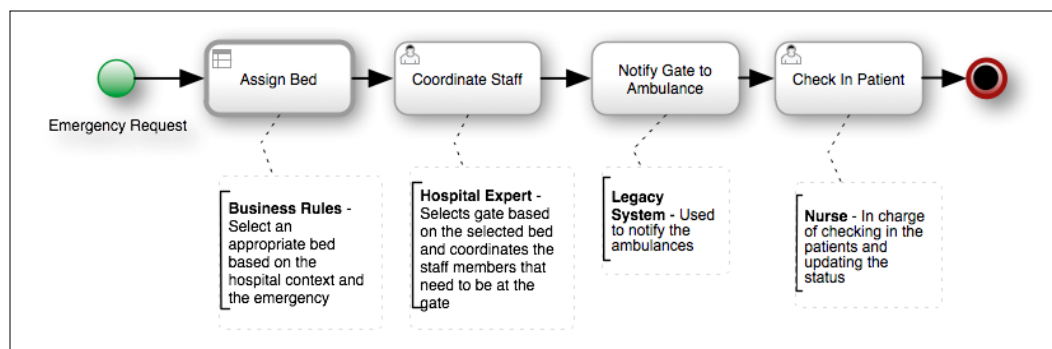 Assign Bed
Coordinate Staff
Notify Gate to
Ambulance
Check In Patient
Emergency Request
Business Rules -
Select an
appropriate bed
based on the
hospital context and
the emergency
Hospital Expert -
Selects gate based
on the selected bed
and coordinates the
staff members that
need to be at the
gate
Legacy
System - Used
to notify the
ambulances
Nurse - In charge
of checking in the
patients and
updating the
status